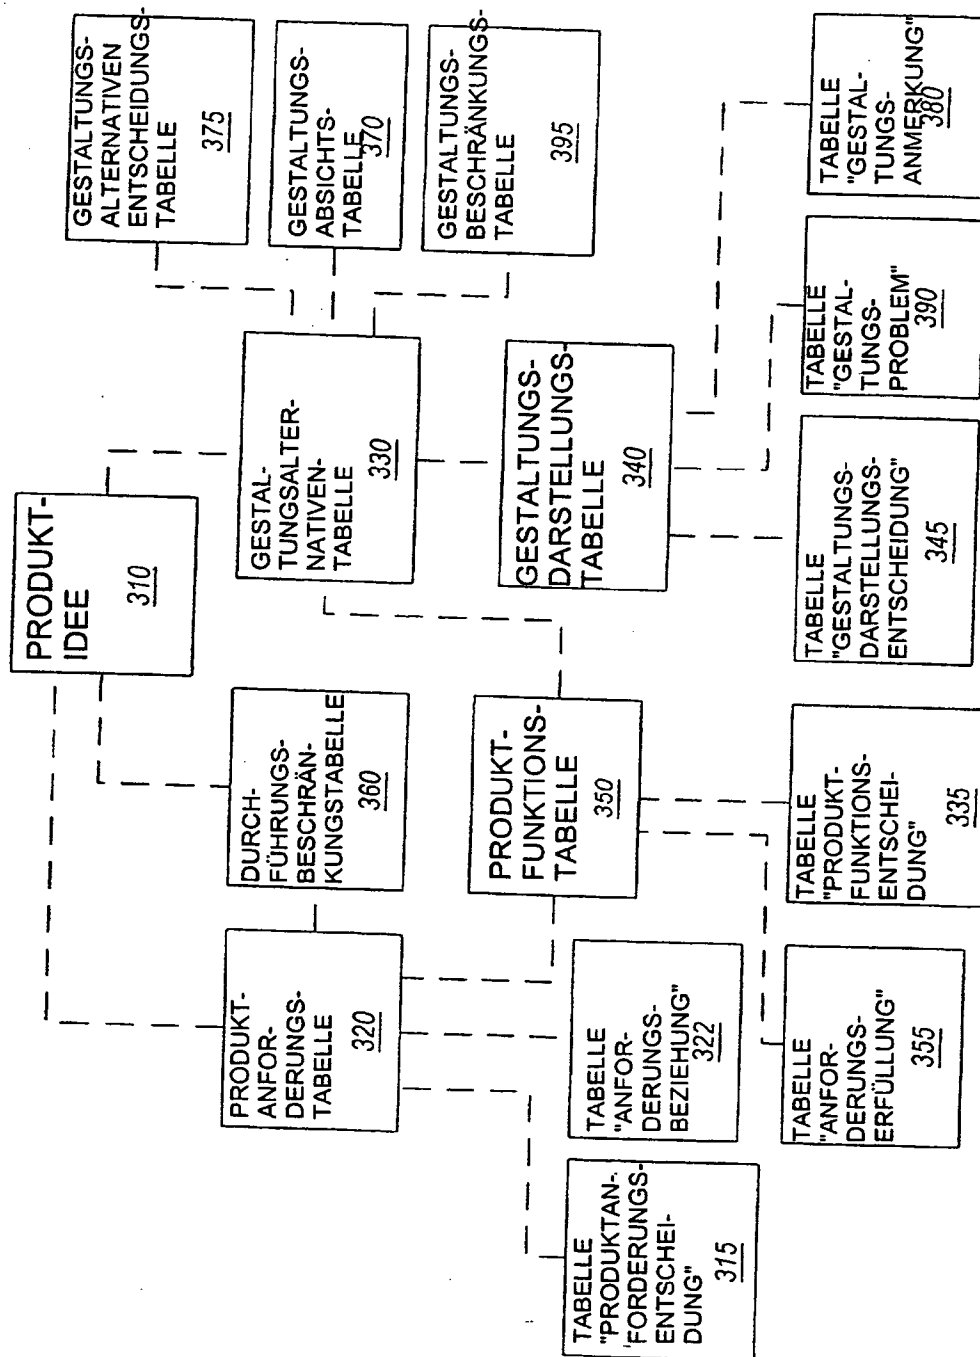 PRODUKT-
IDEE
310
PRODUKT-
ANFOR-
DERUNGS-
TABELLE
320
DURCH-
FÜHRUNGS-
BESCHRÄN-
KUNGSTABELLE
360
GESTAL-
TUNGSALTER-
NATIVEN-
TABELLE
330
GESTALTUNGS-
ALTERNATIVEN
ENTSCHEIDUNGS-
TABELLE
375
GESTALTUNGS-
ABSICHTS-
TABELLE
370
GESTALTUNGS-
BESCHRÄNKUNGS-
TABELLE
395
PRODUKT-
FUNKTIONS-
TABELLE
350
GESTALTUNGS-
DARSTELLUNGS-
TABELLE
340
TABELLE
"PRODUKTAN-
FORDERUNGS-
ENTSCHEI-
DUNG"
315
TABELLE
"ANFOR-
DERUNGS-
BEZIEHUNG"
322
TABELLE
"ANFOR-
DERUNGS-
ERFÜLLUNG"
355
TABELLE
"PRODUKT-
FUNKTIONS-
ENTSCHEI-
DUNG"
335
TABELLE
"GESTALTUNGS-
DARSTELLUNGS-
ENTSCHEIDUNG"
345
TABELLE
"GESTAL-
TUNGS-
PROBLEM"
390
TABELLE
"GESTAL-
TUNGS-
ANMERKUNG"
380